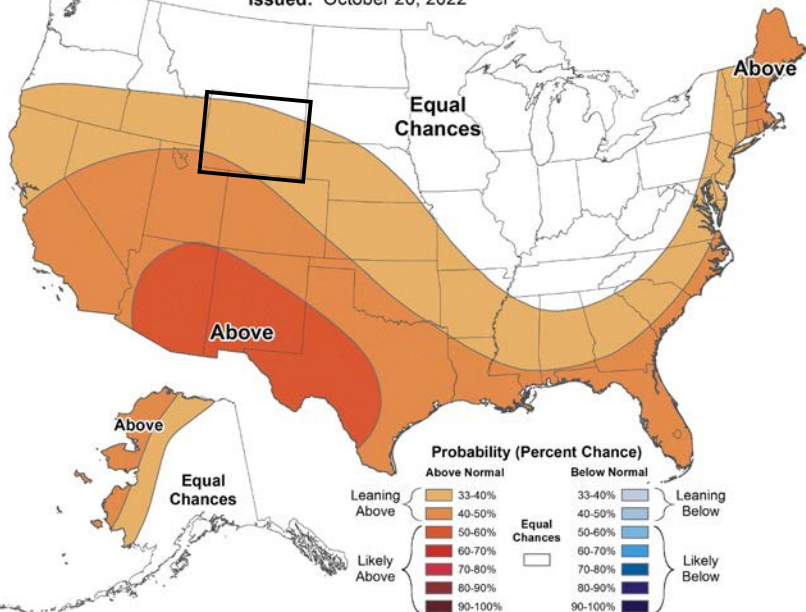 Issued: October 20, 2022
Above
Equal
Chances
Above
Above
Equal
Chances
Probability (Percent Chance)
Above Normal
Below Normal
Leaning
Above
33-40%
40-50%
Likely
Above
50-60%
60-70%
70-80%
80-90%
90-100%
Equal
Chances
33-40%
40-50%
Leaning
Below
50-60%
60-70%
70-80%
80-90%
90-100%
Likely
Below